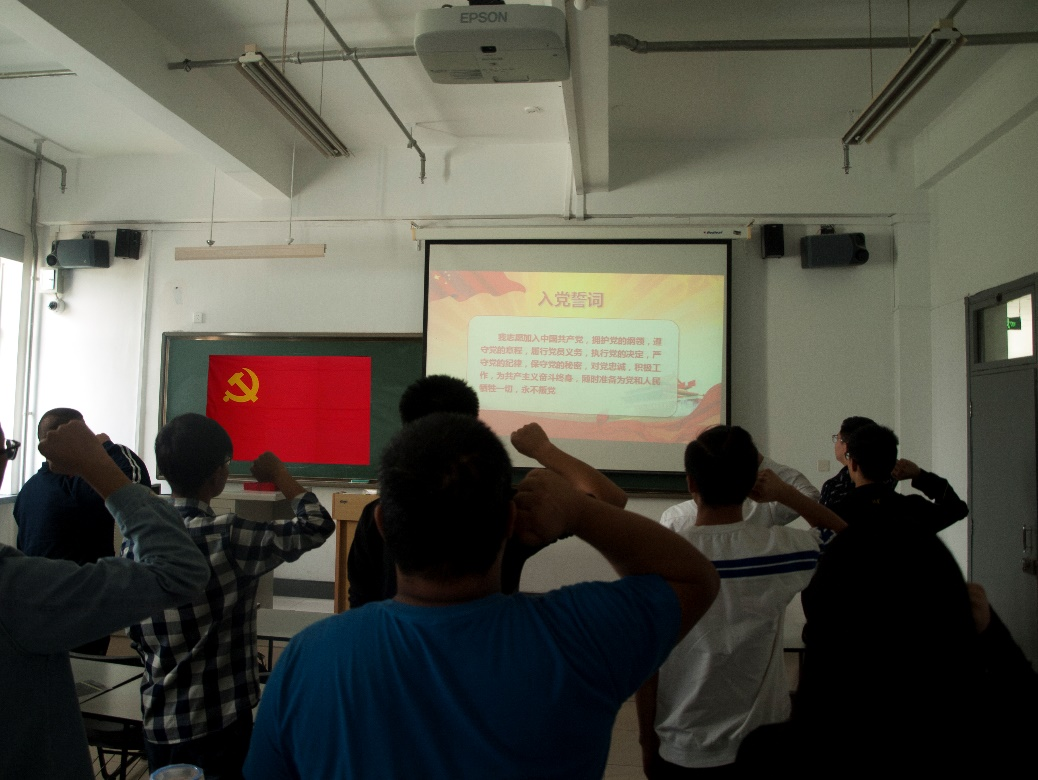 EPSON
入党誓词
我志愿加入中国共产党，拥护党的纲领，遵
守党的章程，履行党员义务，执行党的决定，严
守党的纪律，保守党的秘密，对党忠诚，积极工
作，为共产主义奋斗终身，随时准备为党和人民
牺牲一切，永不叛党